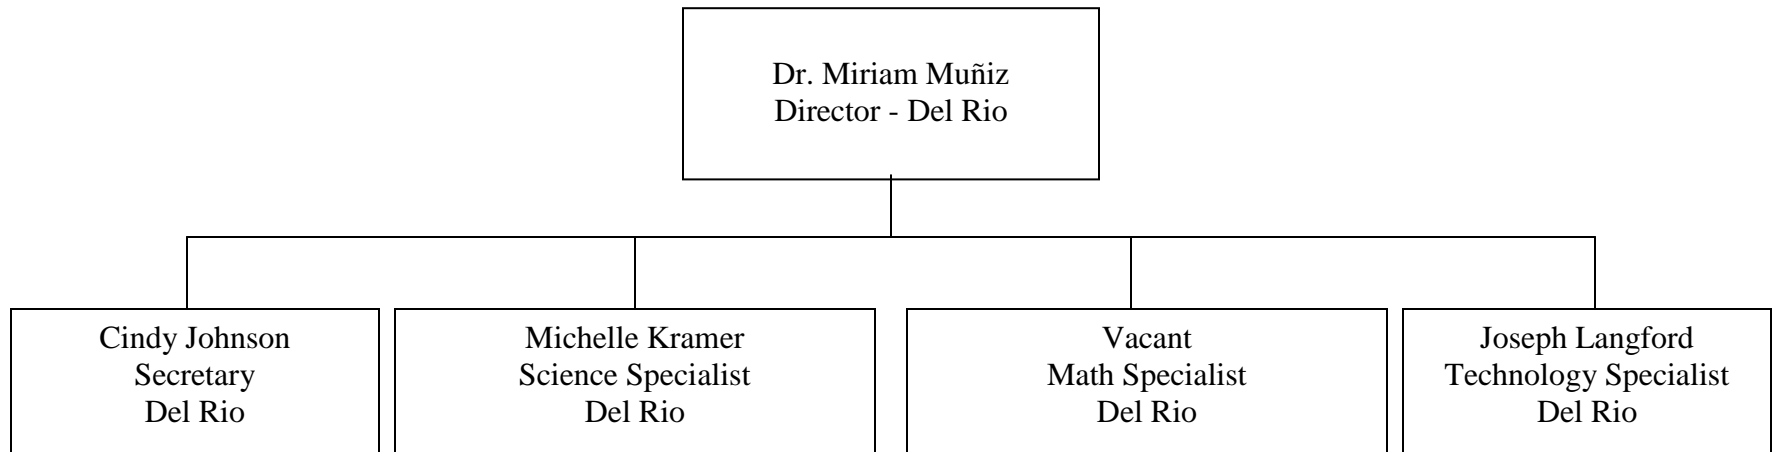 Dr. Miriam Muñiz
Director - Del Rio
Cindy Johnson
Secretary
Del Rio
Michelle Kramer
Science Specialist
Del Rio
Vacant
Math Specialist
Del Rio
Joseph Langford
Technology Specialist
Del Rio